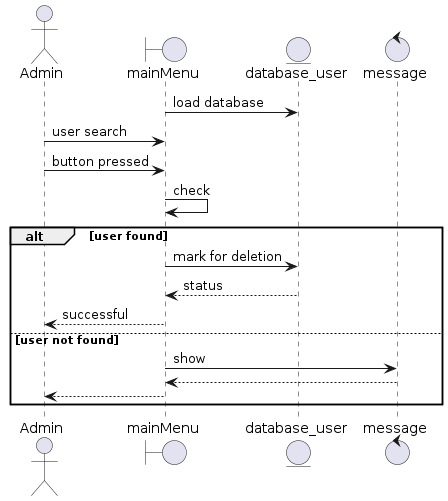 Admin mainMenu database_user message
load database
user search
button pressed
check
alt [user found]
mark for deletion
status
successful
[user not found]
show
Admin mainMenu database_user message